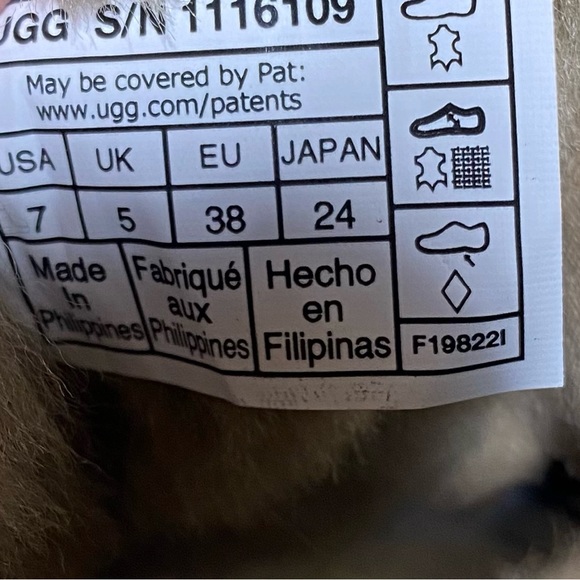 UGG S/N 1116109
May be covered by Pat:
www.ugg.com/patents
USA UK EU JAPAN
7 5 38 24
Made in Philippines
Fabriqué aux Philippines
Hecho en Filipinas
F19822I